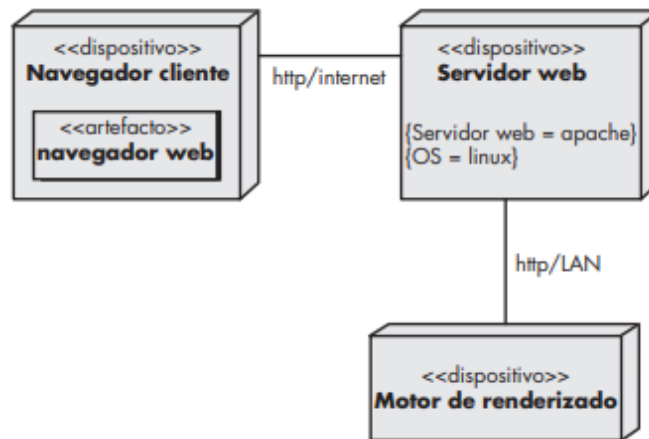 <<dispositivo>>
Navegador cliente
<<artefacto>>
navegador web
http/internet
<<dispositivo>>
Servidor web
{Servidor web = apache}
{OS = linux}
http/LAN
<<dispositivo>>
Motor de renderizado